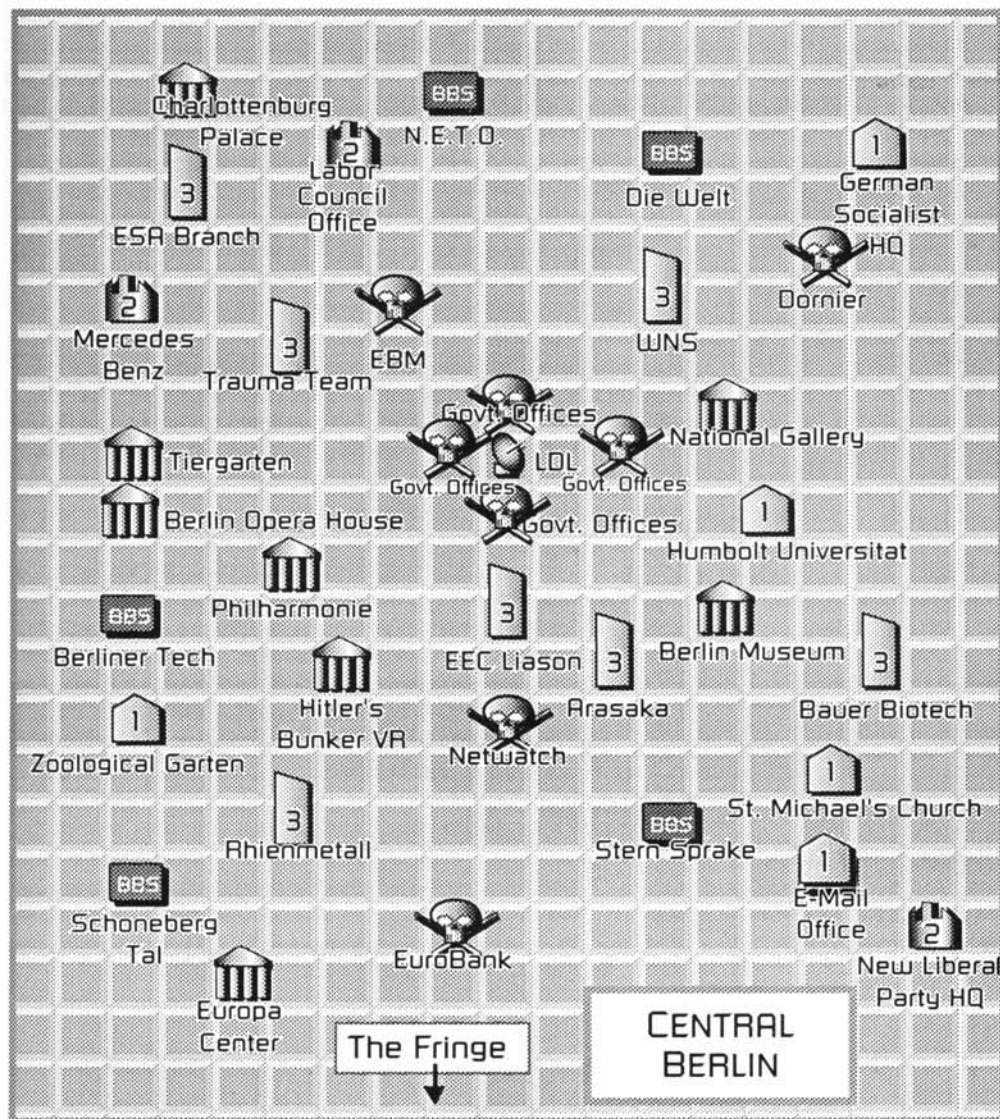 Charlottenburg
Palace
BBS
N.E.T.O.
2
Labor
Council
Office
BBS
Die Welt
1
German
Socialist
HQ
3
ESA Branch
Dornier
2
Mercedes
Benz
3
Trauma Team
EBM
3
WNS
Govt. Offices
National Gallery
Tiergarten
LDL
Govt. Offices
Govt. Offices
Berlin Opera House
Govt. Offices
1
Humbolt Universitat
Philharmonie
BBS
Berliner Tech
3
EEC Liason
3
Arasaka
Berlin Museum
3
Bauer Biotech
Hitler's
Bunker VR
1
Zoological Garten
Netwatch
1
St. Michael's Church
3
Rhienmetall
BBS
Stern Sprake
1
E-Mail
Office
BBS
Schoneberg
Tal
EuroBank
2
New Liberal
Party HQ
Europa
Center
The Fringe
CENTRAL
BERLIN